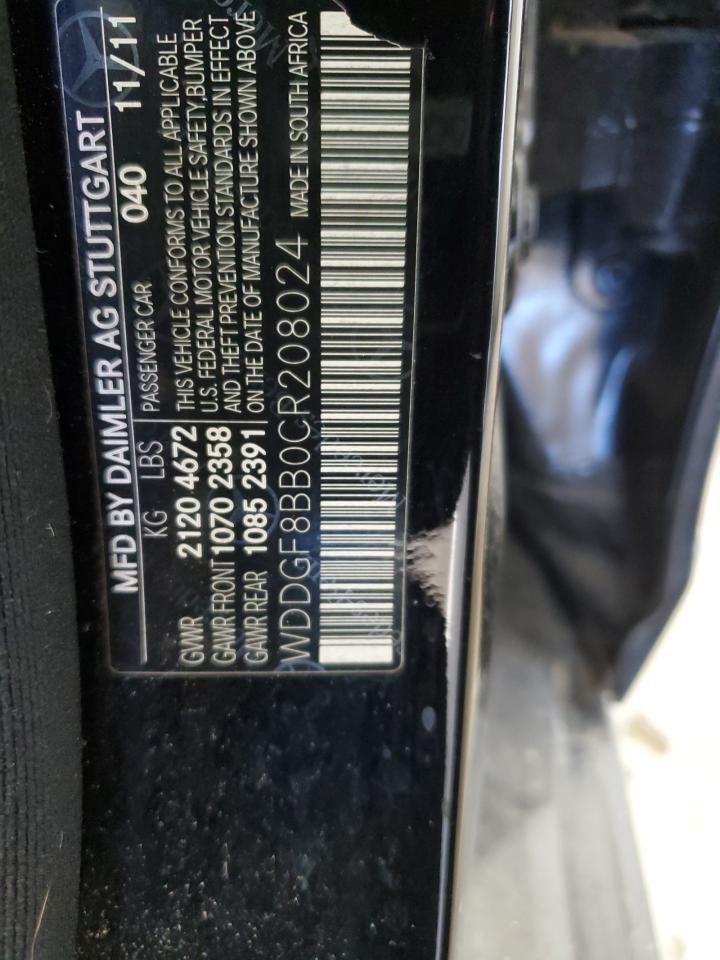 MFD BY DAIMLER AG STUTTGART
KG LBS PASSENGER CAR 040 11/11
GWR 2120 4672 THIS VEHICLE CONFORMS TO ALL APPLICABLE
GAWR FRONT 1070 2358 U.S. FEDERAL MOTOR VEHICLE SAFETY, BUMPER
GAWR REAR 1085 2391 AND THEFT PREVENTION STANDARDS IN EFFECT
ON THE DATE OF MANUFACTURE SHOWN ABOVE
WDDGF8BB0CR208024 MADE IN SOUTH AFRICA